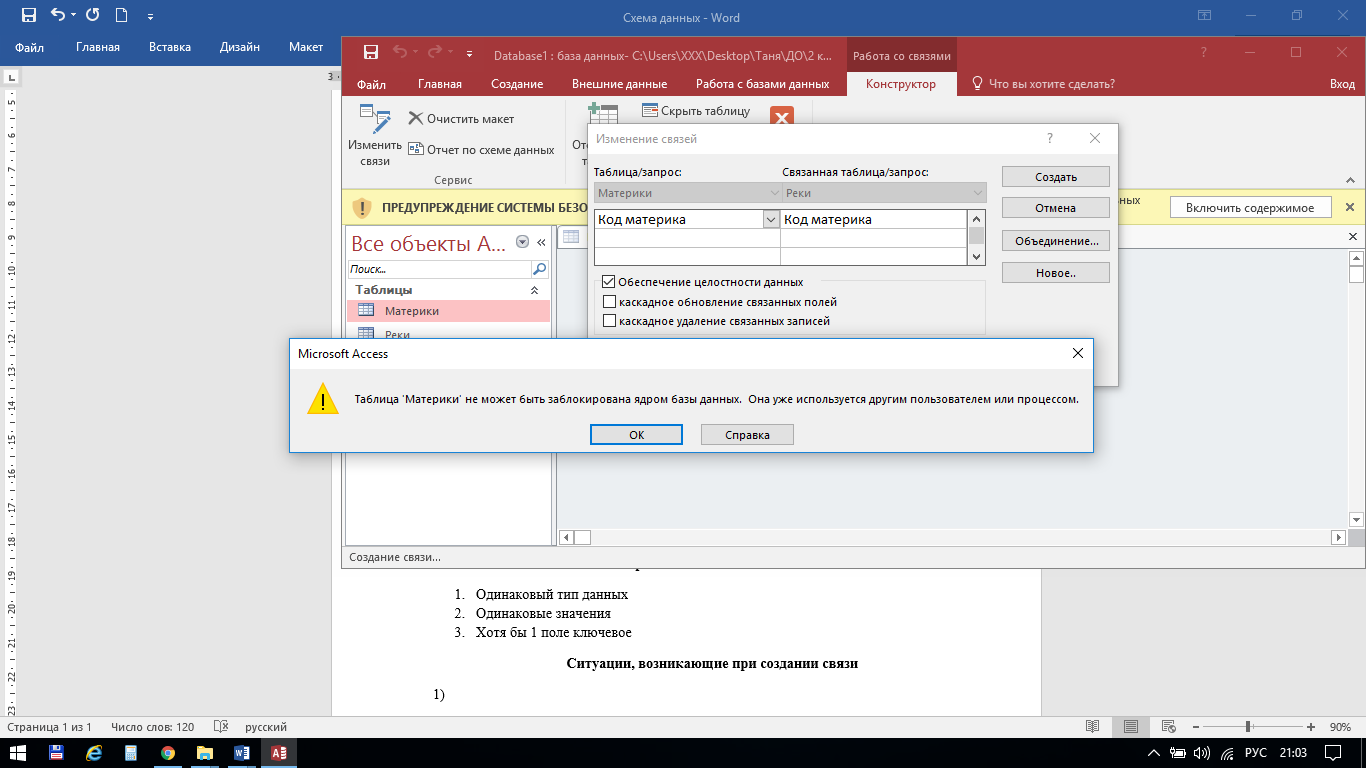 Схема данных - Word
Файл
Главная
Вставка
Дизайн
Макет
Database1 : база данных- C:\Users\XXX\Desktop\Таня\ДО\2 к...
Работа со связями
Файл
Главная
Создание
Внешние данные
Работа с базами данных
Конструктор
Что вы хотите сделать?
Вход
Изменить связи
Очистить макет
Отчет по схеме данных
Скрыть таблицу
Сервис
ПРЕДУПРЕЖДЕНИЕ СИСТЕМЫ БЕЗО
Включить содержимое
Все объекты A...
Поиск...
Таблицы
Материки
Реки
Изменение связей
Таблица/запрос:
Связанная таблица/запрос:
Материки
Реки
Код материка
Код материка
Обеспечение целостности данных
каскадное обновление связанных полей
каскадное удаление связанных записей
Создать
Отмена
Объединение...
Новое..
Microsoft Access
Таблица 'Материки' не может быть заблокирована ядром базы данных. Она уже используется другим пользователем или процессом.
ОК
Справка
Создание связи...
1. Одинаковый тип данных
2. Одинаковые значения
3. Хотя бы 1 поле ключевое
Ситуации, возникающие при создании связи
1)
Страница 1 из 1
Число слов: 120
русский
90%
РУС
21:03